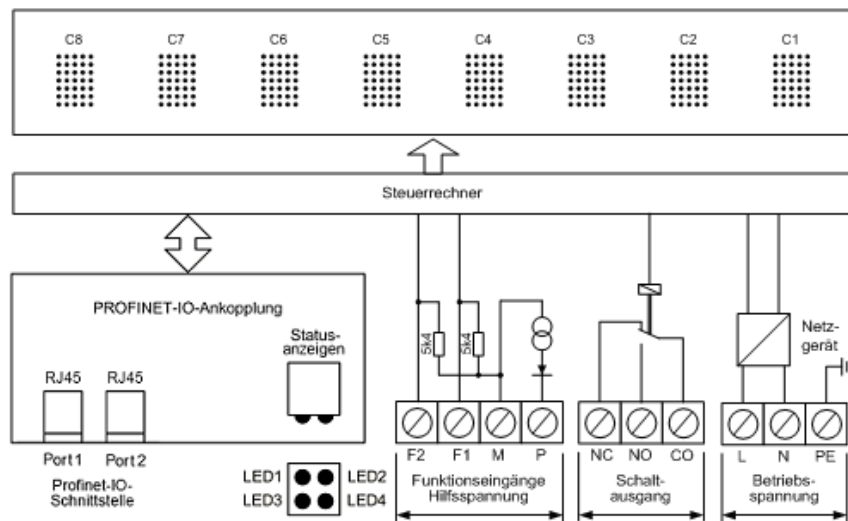 C8 C7 C6 C5 C4 C3 C2 C1
Steuerrechner
PROFINET-IO-Ankopplung
Status-
anzeigen
RJ45 RJ45
Port 1 Port 2
Profinet-IO-
Schnittstelle
LED1 LED2
LED3 LED4
5k4 5k4
F2 F1 M P
Funktionseingänge
Hilfsspannung
NC NO CO
Schalt-
ausgang
Netz-
gerät
L N PE
Betriebs-
spannung